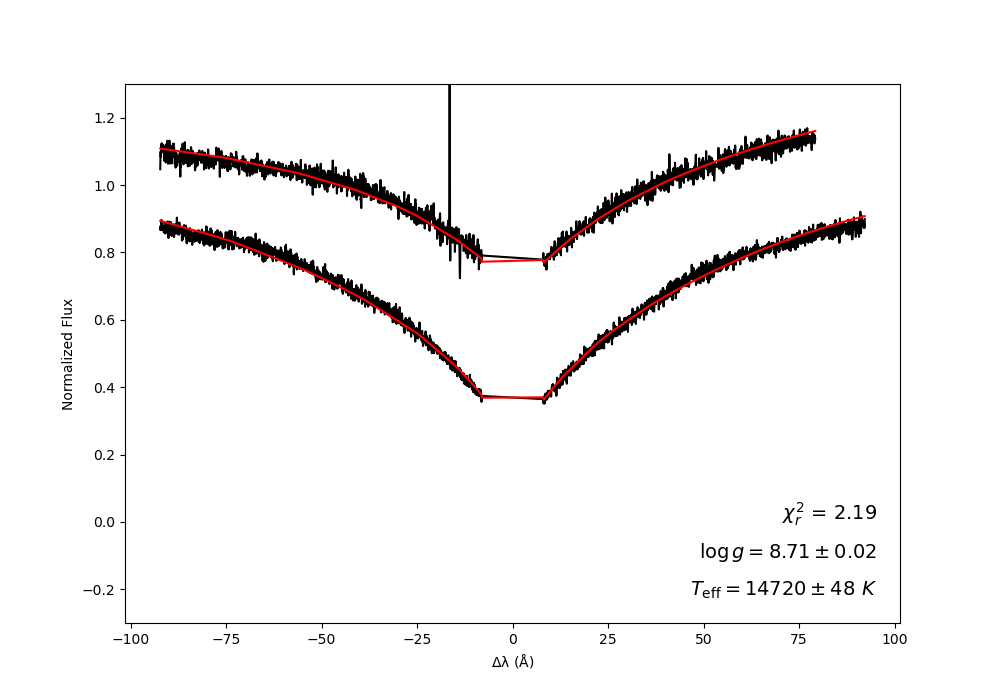 1.2
1.0
0.8
0.6
0.4
0.2
0.0
−0.2
Normalized Flux
χ²ᵣ = 2.19
log g = 8.71 ± 0.02
T_eff = 14720 ± 48 K
−100 −75 −50 −25 0 25 50 75 100
Δλ (Å)